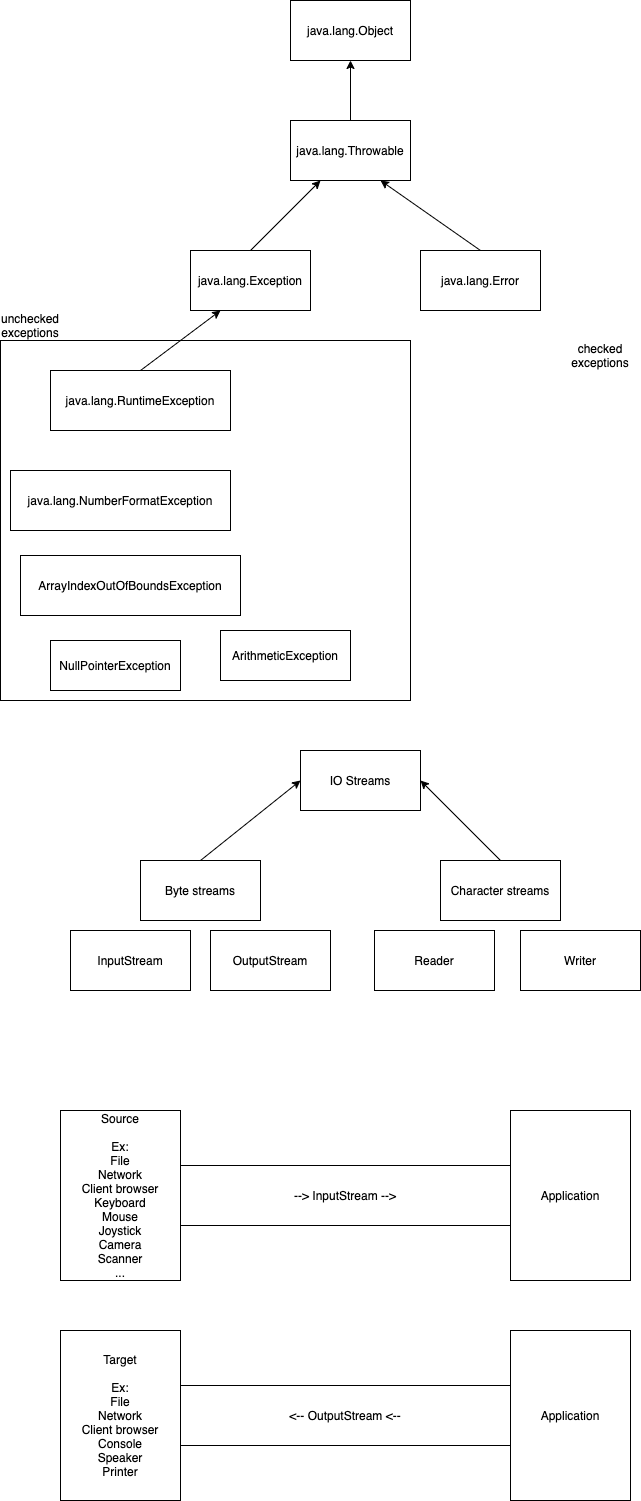 java.lang.Object
java.lang.Throwable
java.lang.Exception
java.lang.Error
unchecked
exceptions
checked
exceptions
java.lang.RuntimeException
java.lang.NumberFormatException
ArrayIndexOutOfBoundsException
NullPointerException
ArithmeticException
IO Streams
Byte streams
Character streams
InputStream
OutputStream
Reader
Writer
Source
Ex:
File
Network
Client browser
Keyboard
Mouse
Joystick
Camera
Scanner
...
--> InputStream -->
Application
Target
Ex:
File
Network
Client browser
Console
Speaker
Printer
<-- OutputStream <--
Application